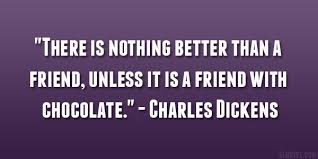 "There is nothing better than a
friend, unless it is a friend with
chocolate." - Charles Dickens